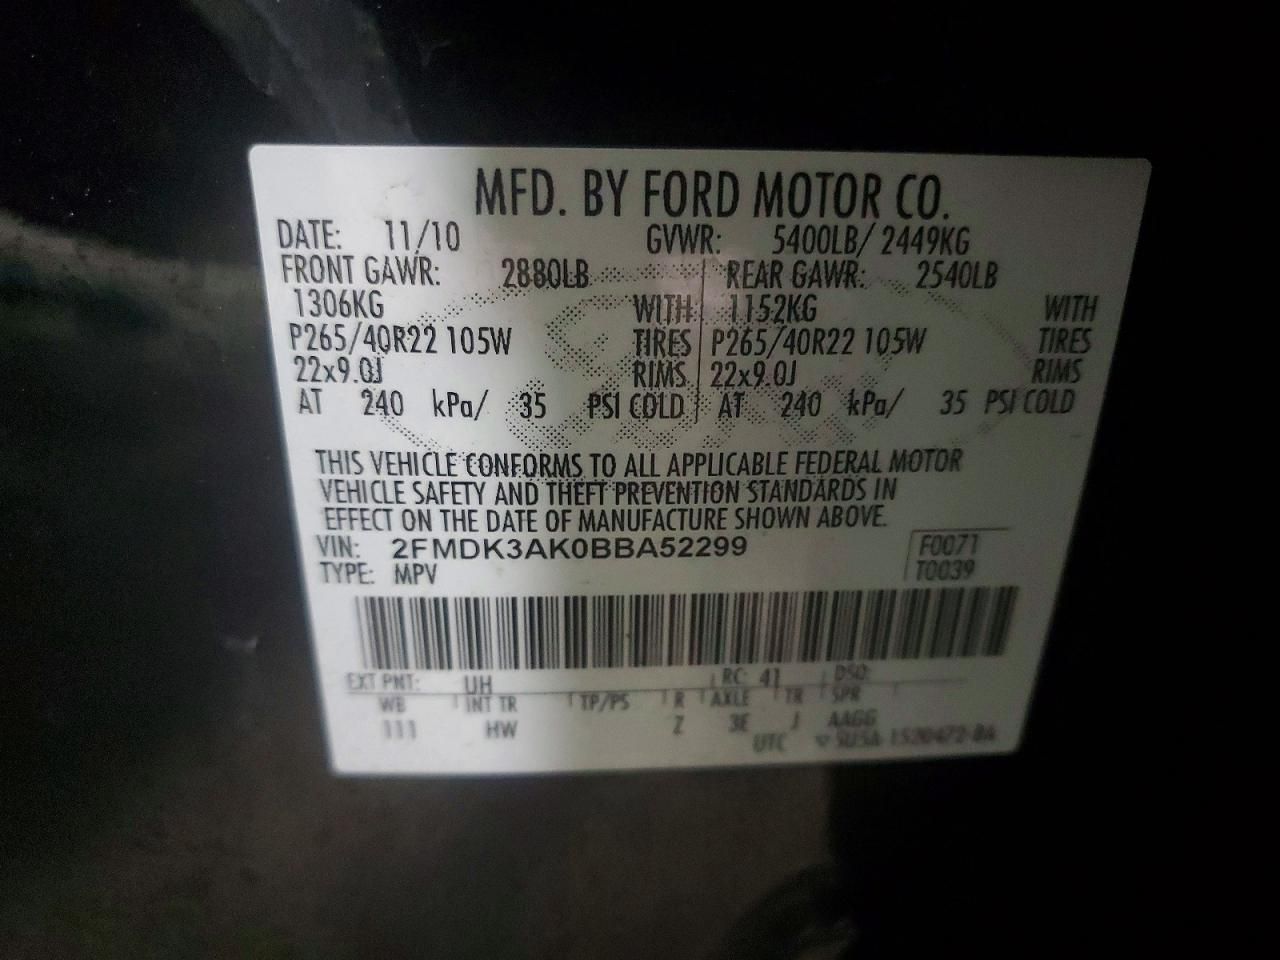 MFD. BY FORD MOTOR CO.
DATE: 11/10 GVWR: 5400LB/ 2449KG
FRONT GAWR: 2880LB REAR GAWR: 2540LB
1306KG WITH 1152KG WITH
P265/40R22 105W TIRES P265/40R22 105W TIRES
22x9.0J RIMS 22x9.0J RIMS
AT 240 kPa/ 35 PSI COLD AT 240 kPa/ 35 PSI COLD
THIS VEHICLE CONFORMS TO ALL APPLICABLE FEDERAL MOTOR
VEHICLE SAFETY AND THEFT PREVENTION STANDARDS IN
EFFECT ON THE DATE OF MANUFACTURE SHOWN ABOVE.
VIN: 2FMDK3AK0BBA52299 F0071
TYPE: MPV T0039
EXT PNT: UH RC: 41 DSO:
WB INT TR TP/PS R AXLE TR SPR
111 HW Z 3E J AAGG
UTC